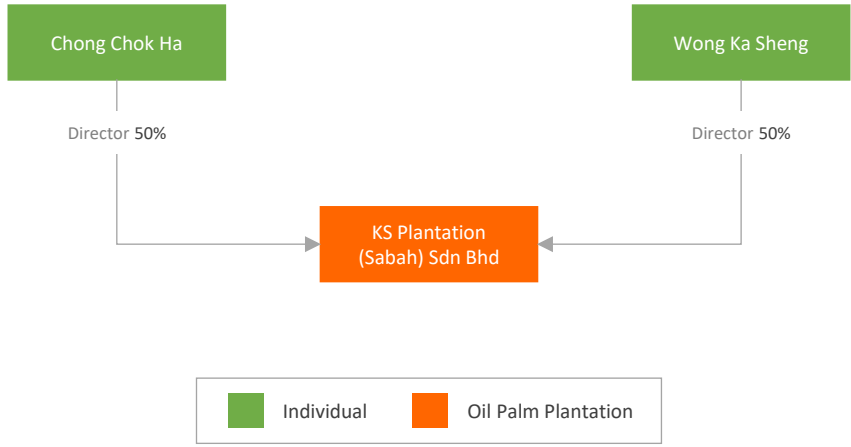 Chong Chok Ha
Wong Ka Sheng
Director 50%
Director 50%
KS Plantation
(Sabah) Sdn Bhd
Individual
Oil Palm Plantation